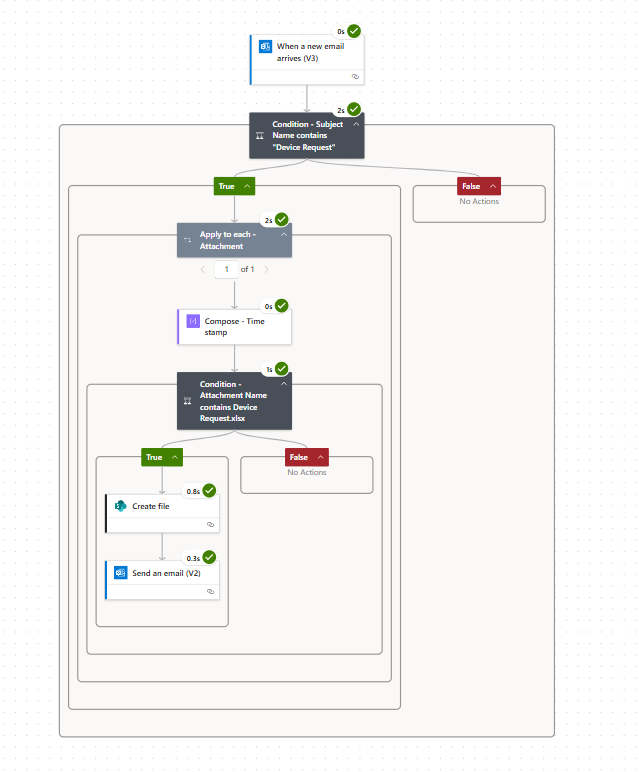 0s
When a new email
arrives (V3)
2s
Condition - Subject
Name contains
"Device Request"
True
False
No Actions
2s
Apply to each -
Attachment
1 of 1
0s
Compose - Time
stamp
1s
Condition -
Attachment Name
contains Device
Request.xlsx
True
False
No Actions
0.8s
Create file
0.3s
Send an email (V2)